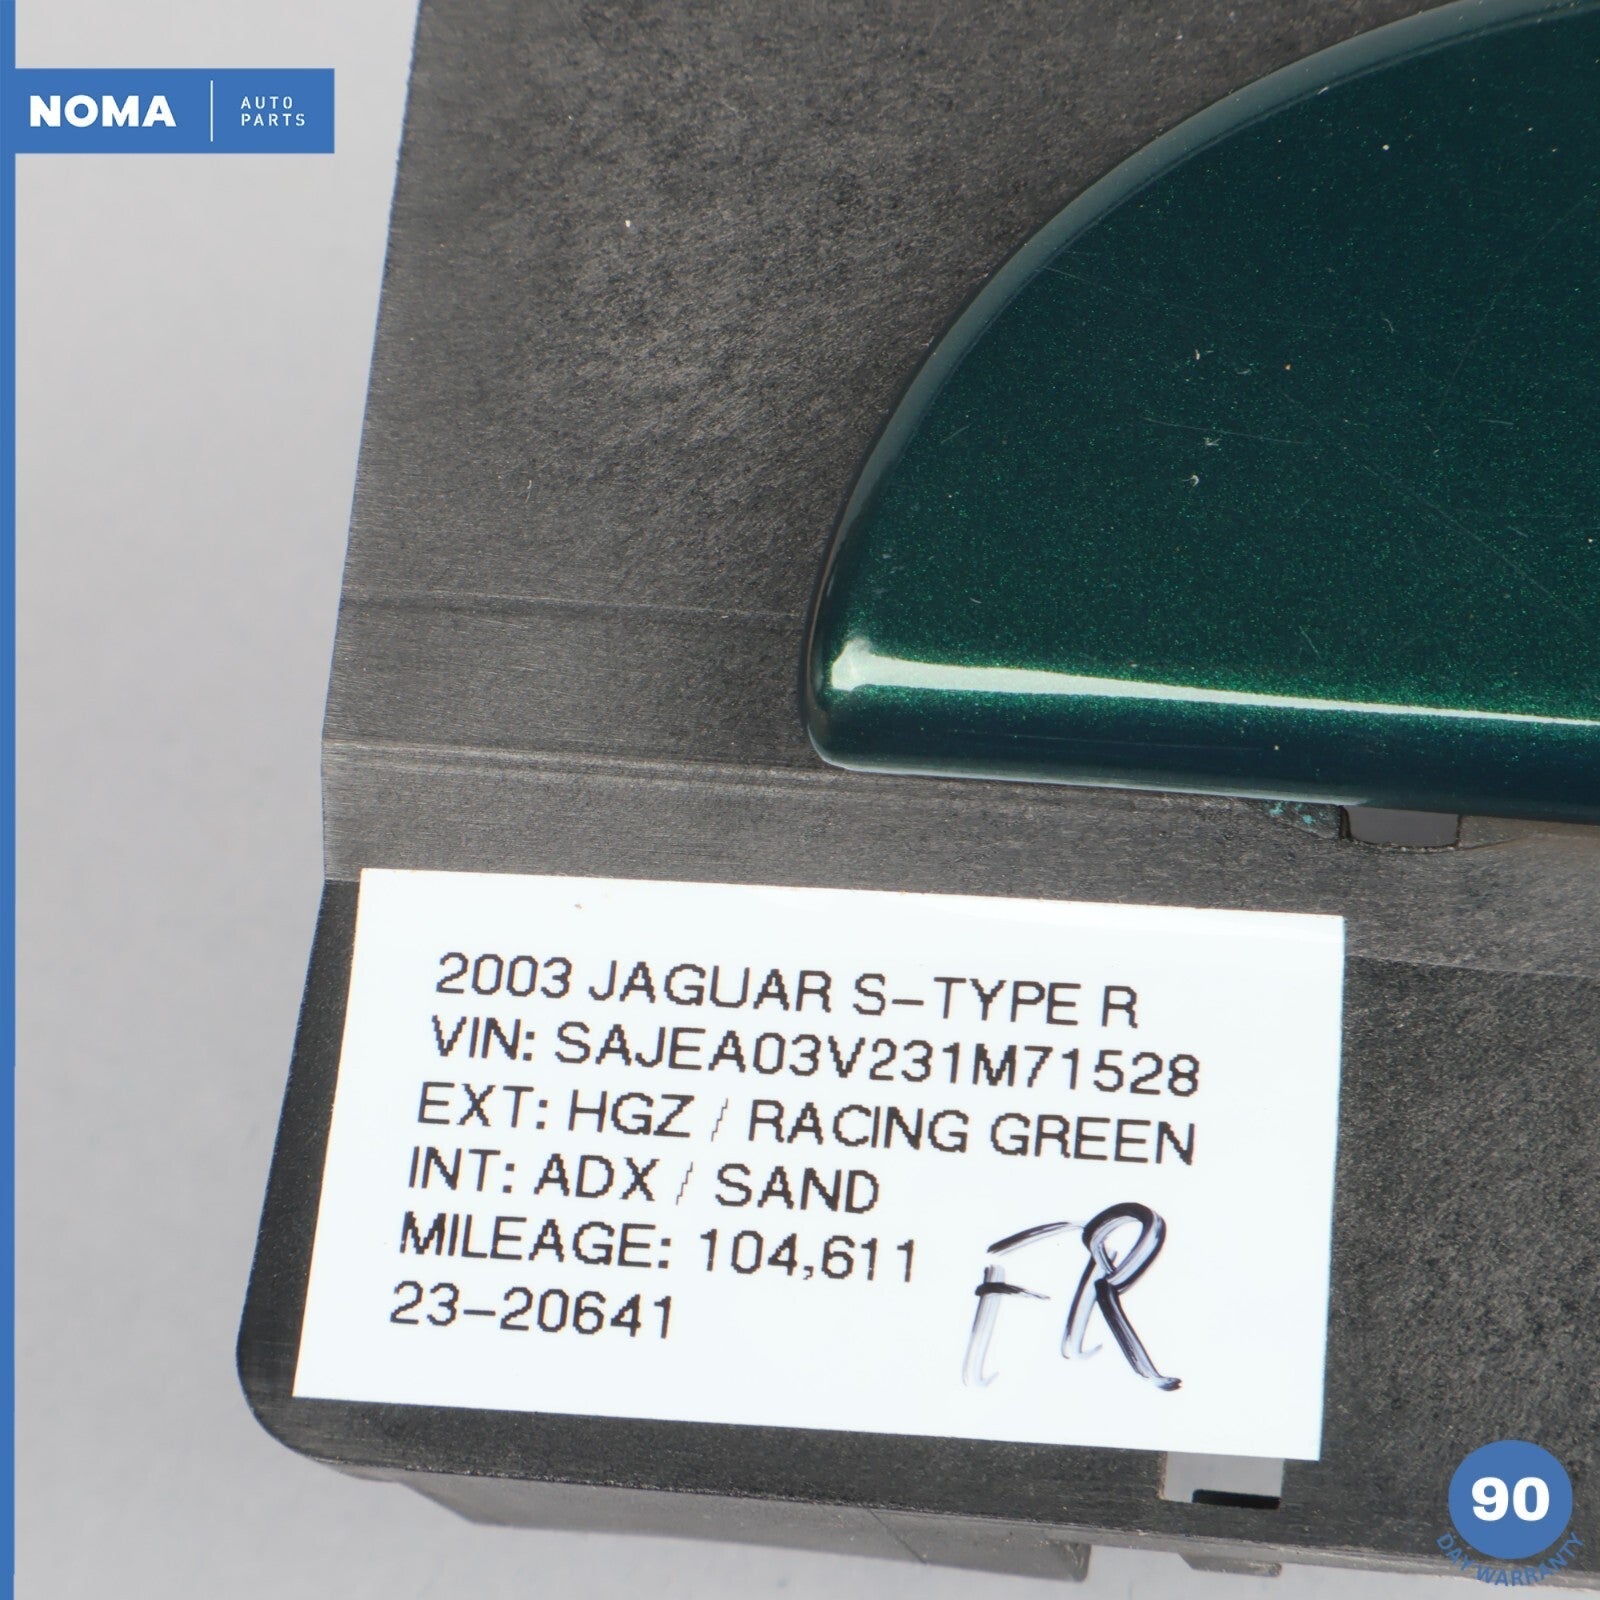 NOMA
AUTO
PARTS
2003 JAGUAR S-TYPE R
VIN: SAJEA03V231M71528
EXT: HGZ / RACING GREEN
INT: ADX / SAND
MILEAGE: 104,611
23-20641
FR
90
DAY WARRANTY